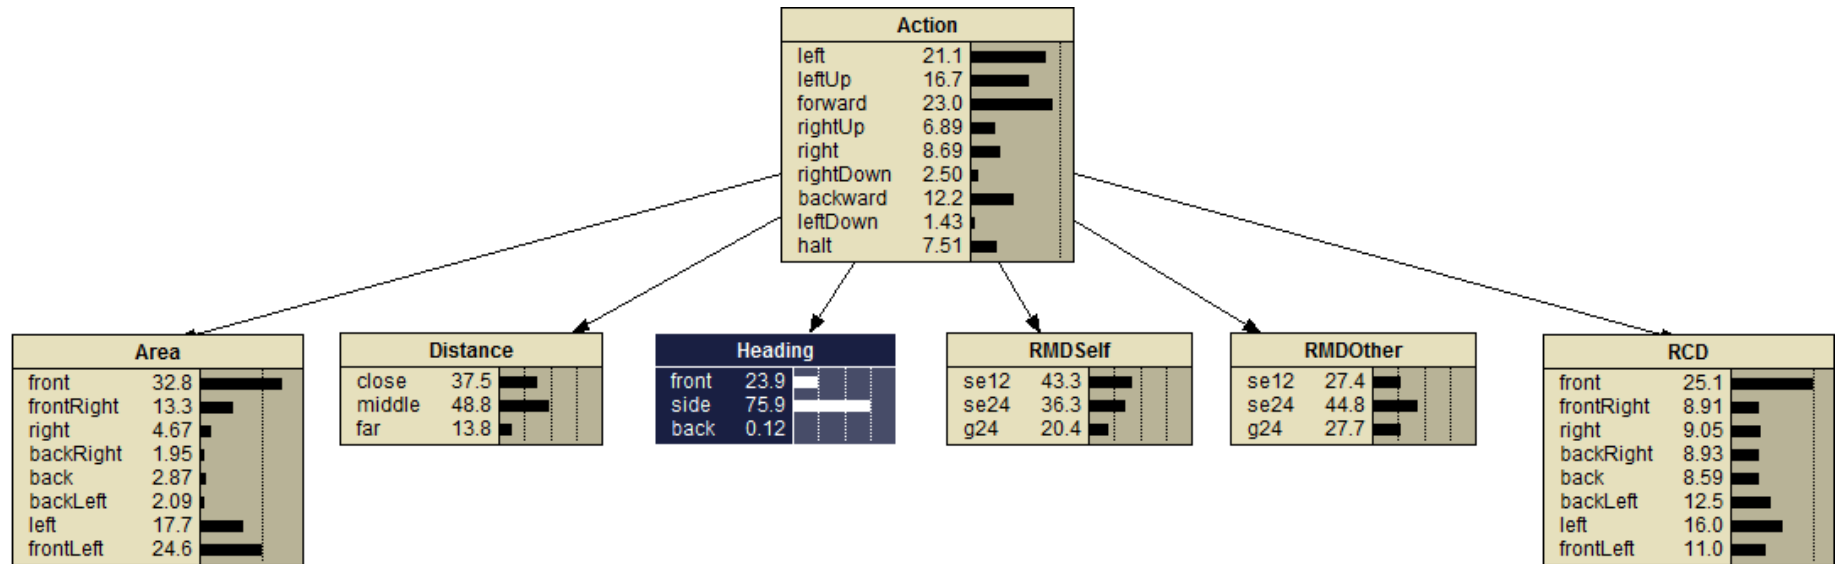 Action
left 21.1
leftUp 16.7
forward 23.0
rightUp 6.89
right 8.69
rightDown 2.50
backward 12.2
leftDown 1.43
halt 7.51
Area
front 32.8
frontRight 13.3
right 4.67
backRight 1.95
back 2.87
backLeft 2.09
left 17.7
frontLeft 24.6
Distance
close 37.5
middle 48.8
far 13.8
Heading
front 23.9
side 75.9
back 0.12
RMDSelf
se12 43.3
se24 36.3
g24 20.4
RMDOther
se12 27.4
se24 44.8
g24 27.7
RCD
front 25.1
frontRight 8.91
right 9.05
backRight 8.93
back 8.59
backLeft 12.5
left 16.0
frontLeft 11.0